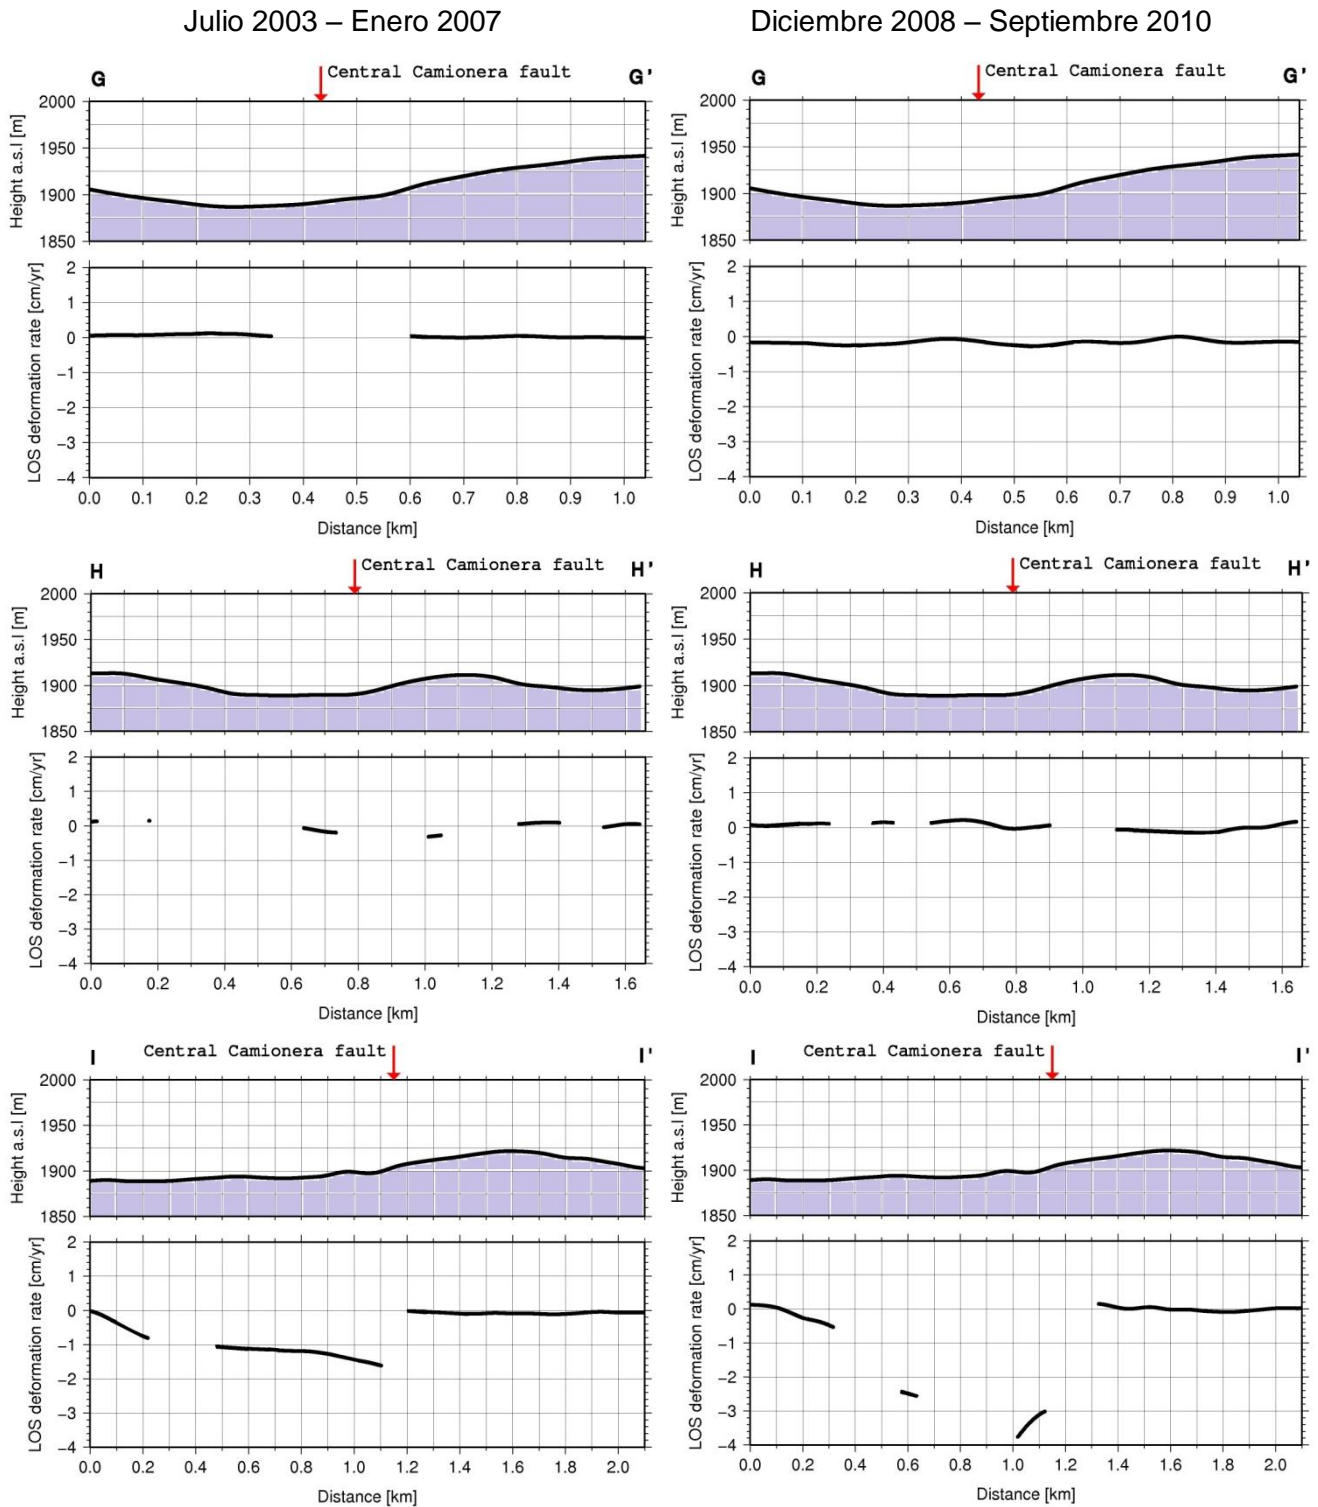 Julio 2003 – Enero 2007
Diciembre 2008 – Septiembre 2010
G
Central Camionera fault
G'
2000
1950
1900
1850
Height a.s.l [m]
2
1
0
−1
−2
−3
−4
LOS deformation rate [cm/yr]
0.0 0.1 0.2 0.3 0.4 0.5 0.6 0.7 0.8 0.9 1.0
Distance [km]
G
Central Camionera fault
G'
2000
1950
1900
1850
Height a.s.l [m]
2
1
0
−1
−2
−3
−4
LOS deformation rate [cm/yr]
0.0 0.1 0.2 0.3 0.4 0.5 0.6 0.7 0.8 0.9 1.0
Distance [km]
H
Central Camionera fault
H'
2000
1950
1900
1850
Height a.s.l [m]
2
1
0
−1
−2
−3
−4
LOS deformation rate [cm/yr]
0.0 0.2 0.4 0.6 0.8 1.0 1.2 1.4 1.6
Distance [km]
H
Central Camionera fault
H'
2000
1950
1900
1850
Height a.s.l [m]
2
1
0
−1
−2
−3
−4
LOS deformation rate [cm/yr]
0.0 0.2 0.4 0.6 0.8 1.0 1.2 1.4 1.6
Distance [km]
I
Central Camionera fault
I'
2000
1950
1900
1850
Height a.s.l [m]
2
1
0
−1
−2
−3
−4
LOS deformation rate [cm/yr]
0.0 0.2 0.4 0.6 0.8 1.0 1.2 1.4 1.6 1.8 2.0
Distance [km]
I
Central Camionera fault
I'
2000
1950
1900
1850
Height a.s.l [m]
2
1
0
−1
−2
−3
−4
LOS deformation rate [cm/yr]
0.0 0.2 0.4 0.6 0.8 1.0 1.2 1.4 1.6 1.8 2.0
Distance [km]